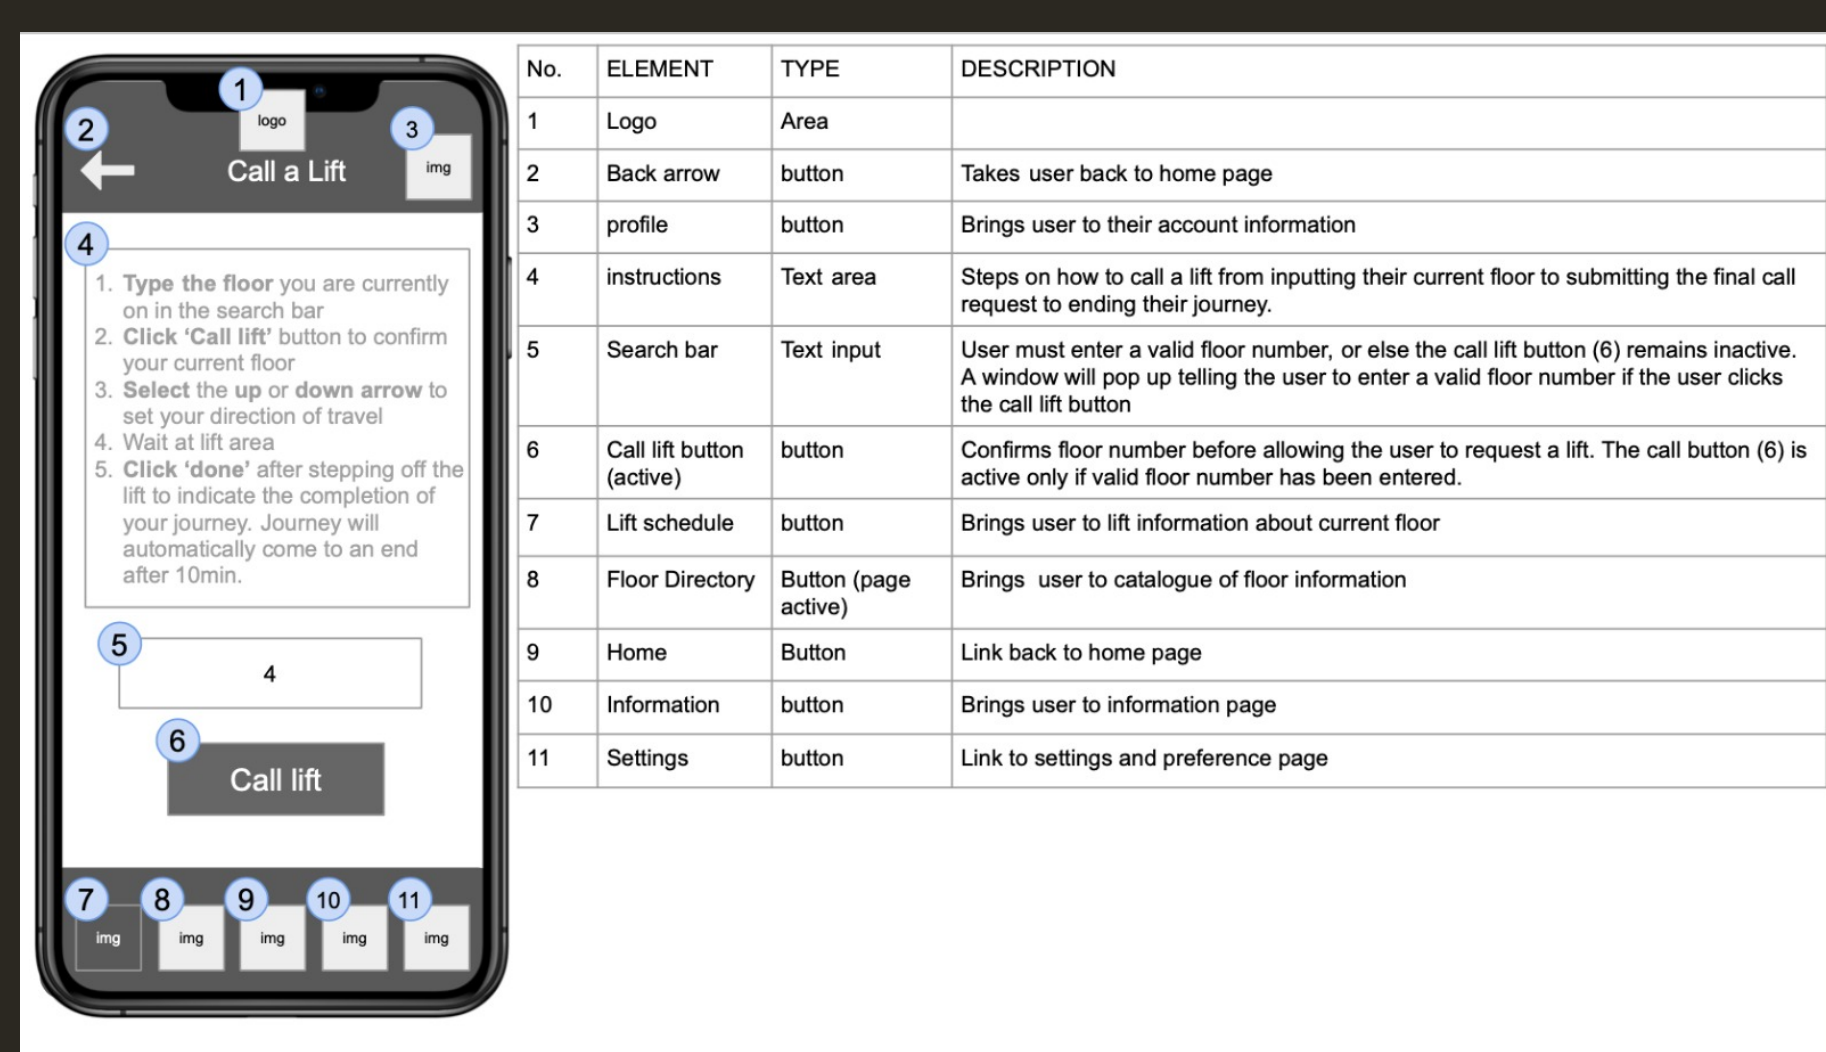 1
logo
2
3
img
Call a Lift
4
1. Type the floor you are currently
on in the search bar
2. Click ‘Call lift’ button to confirm
your current floor
3. Select the up or down arrow to
set your direction of travel
4. Wait at lift area
5. Click ‘done’ after stepping off the
lift to indicate the completion of
your journey. Journey will
automatically come to an end
after 10min.
5
4
6
Call lift
7 8 9 10 11
img img img img img
No. ELEMENT TYPE DESCRIPTION
1 Logo Area
2 Back arrow button Takes user back to home page
3 profile button Brings user to their account information
4 instructions Text area Steps on how to call a lift from inputting their current floor to submitting the final call
request to ending their journey.
5 Search bar Text input User must enter a valid floor number, or else the call lift button (6) remains inactive.
A window will pop up telling the user to enter a valid floor number if the user clicks
the call lift button
6 Call lift button button Confirms floor number before allowing the user to request a lift. The call button (6) is
(active) active only if valid floor number has been entered.
7 Lift schedule button Brings user to lift information about current floor
8 Floor Directory Button (page Brings user to catalogue of floor information
active)
9 Home Button Link back to home page
10 Information button Brings user to information page
11 Settings button Link to settings and preference page